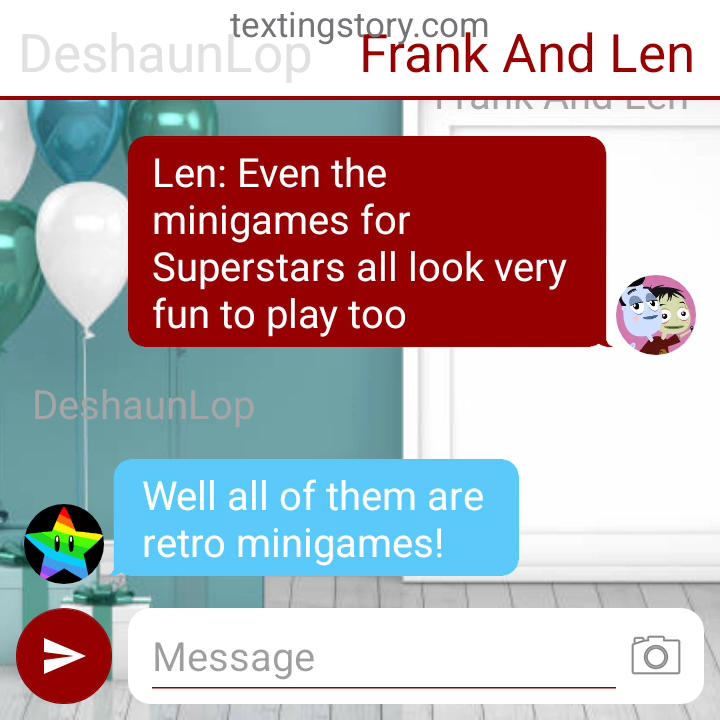 textingstory.com
DeshaunLop
Frank And Len
Frank And Len
Len: Even the
minigames for
Superstars all look very
fun to play too
DeshaunLop
Well all of them are
retro minigames!
Message